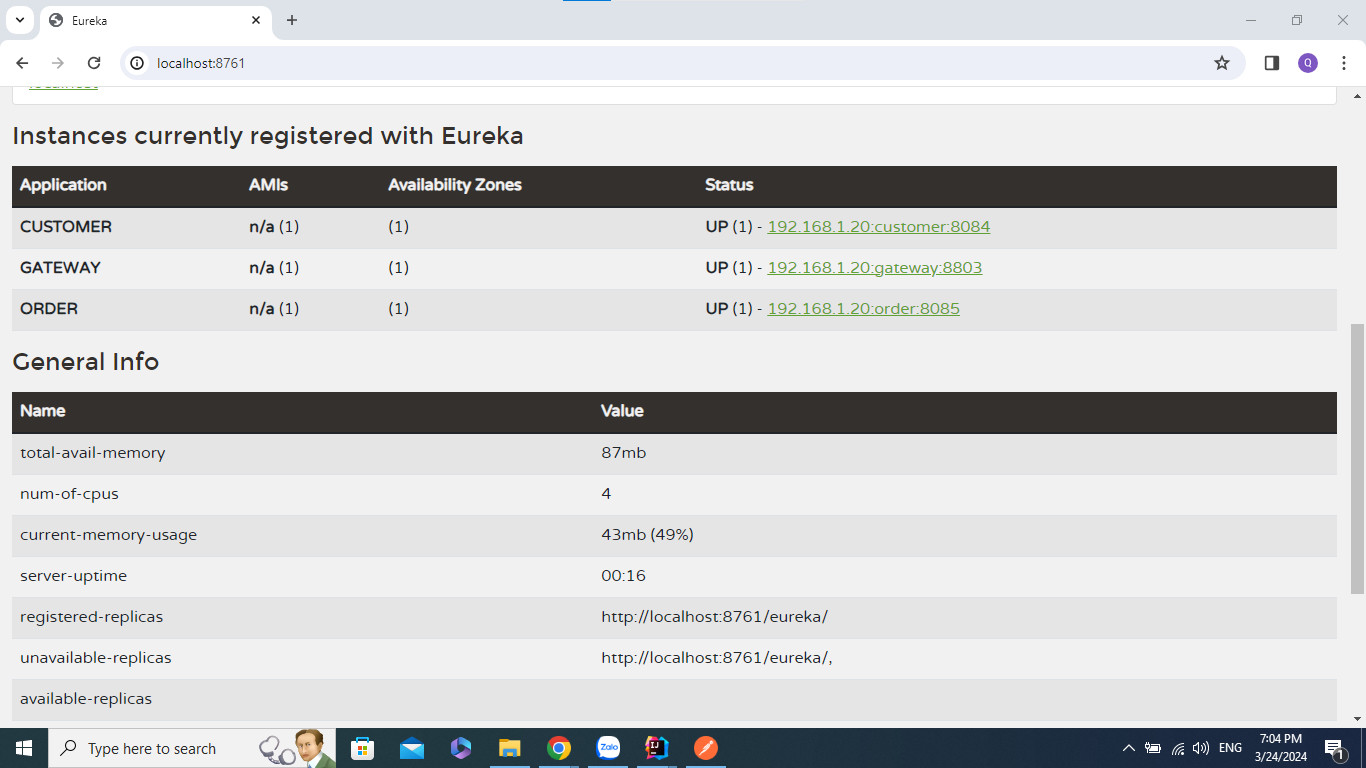 Eureka
localhost:8761
localhost
Instances currently registered with Eureka
Application AMIs Availability Zones Status
CUSTOMER n/a (1) (1) UP (1) - 192.168.1.20:customer:8084
GATEWAY n/a (1) (1) UP (1) - 192.168.1.20:gateway:8803
ORDER n/a (1) (1) UP (1) - 192.168.1.20:order:8085
General Info
Name Value
total-avail-memory 87mb
num-of-cpus 4
current-memory-usage 43mb (49%)
server-uptime 00:16
registered-replicas http://localhost:8761/eureka/
unavailable-replicas http://localhost:8761/eureka/,
available-replicas
Type here to search Zalo ENG 7:04 PM
3/24/2024 1